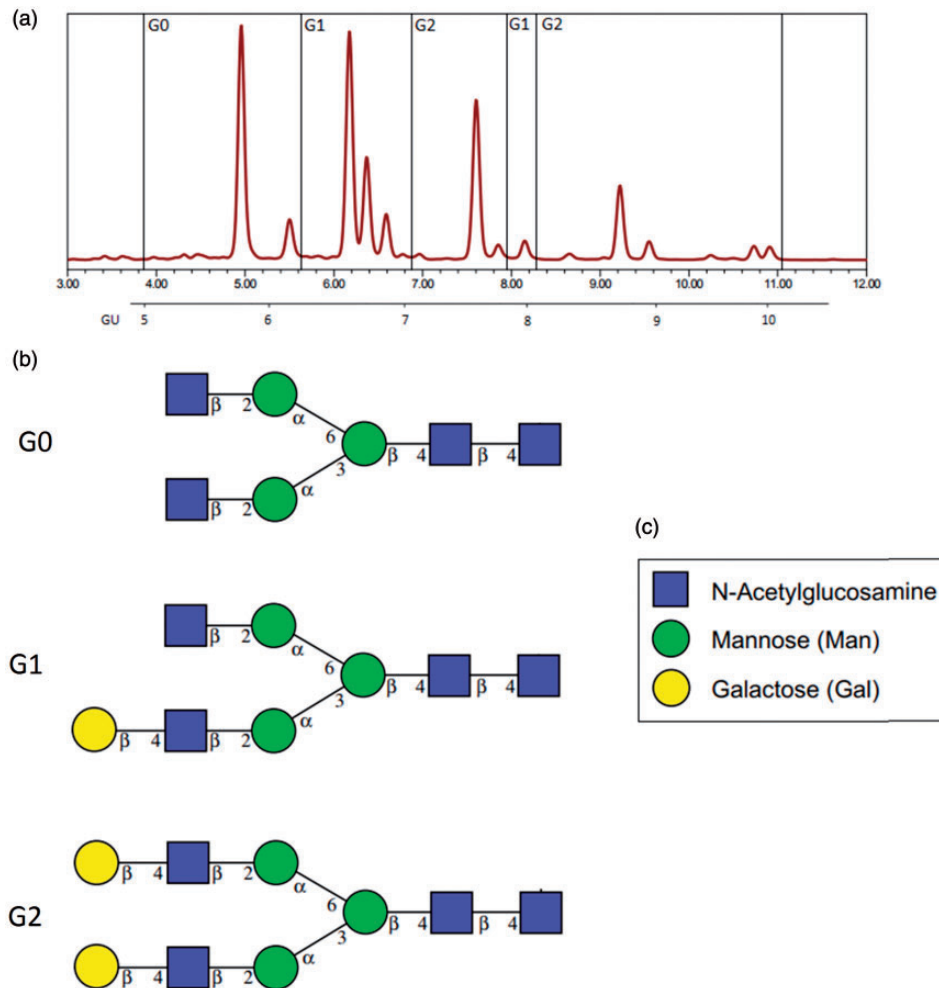 (a)
G0 G1 G2 G1 G2
3.00 4.00 5.00 6.00 7.00 8.00 9.00 10.00 11.00 12.00
GU 5 6 7 8 9 10
(b)
G0
β 2 α
6
3 β 4 β 4
β 2 α
(c)
N-Acetylglucosamine
Mannose (Man)
Galactose (Gal)
G1
β 2 α
6
3 β 4 β 4
β 4 β 2 α
G2
β 4 β 2 α
6
3 β 4 β 4
β 4 β 2 α